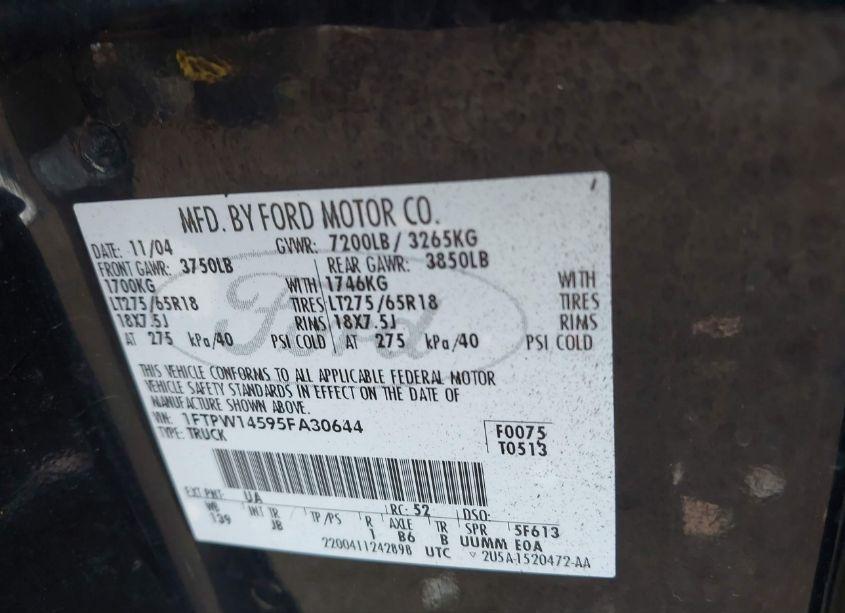 MFD. BY FORD MOTOR CO.
DATE: 11/04 GVWR: 7200LB / 3265KG
FRONT GAWR: 3750LB REAR GAWR: 3850LB
1700KG WITH 1746KG WITH
LT275/65R18 TIRES LT275/65R18 TIRES
18X7.5J RIMS 18X7.5J RIMS
AT 275 kPa/40 PSI COLD AT 275 kPa/40 PSI COLD
Ford
THIS VEHICLE CONFORMS TO ALL APPLICABLE FEDERAL MOTOR
VEHICLE SAFETY STANDARDS IN EFFECT ON THE DATE OF
MANUFACTURE SHOWN ABOVE.
VIN: 1FTPW14595FA30644 F0075
TYPE: TRUCK T0513
EXT PNT: UA RC: 52 DSO:
WB INT TR TP/PS R AXLE TR SPR 5F613
139 JB 1 B6 B UUMM E0A
2200411242898 UTC ▽ 2U5A-1520472-AA